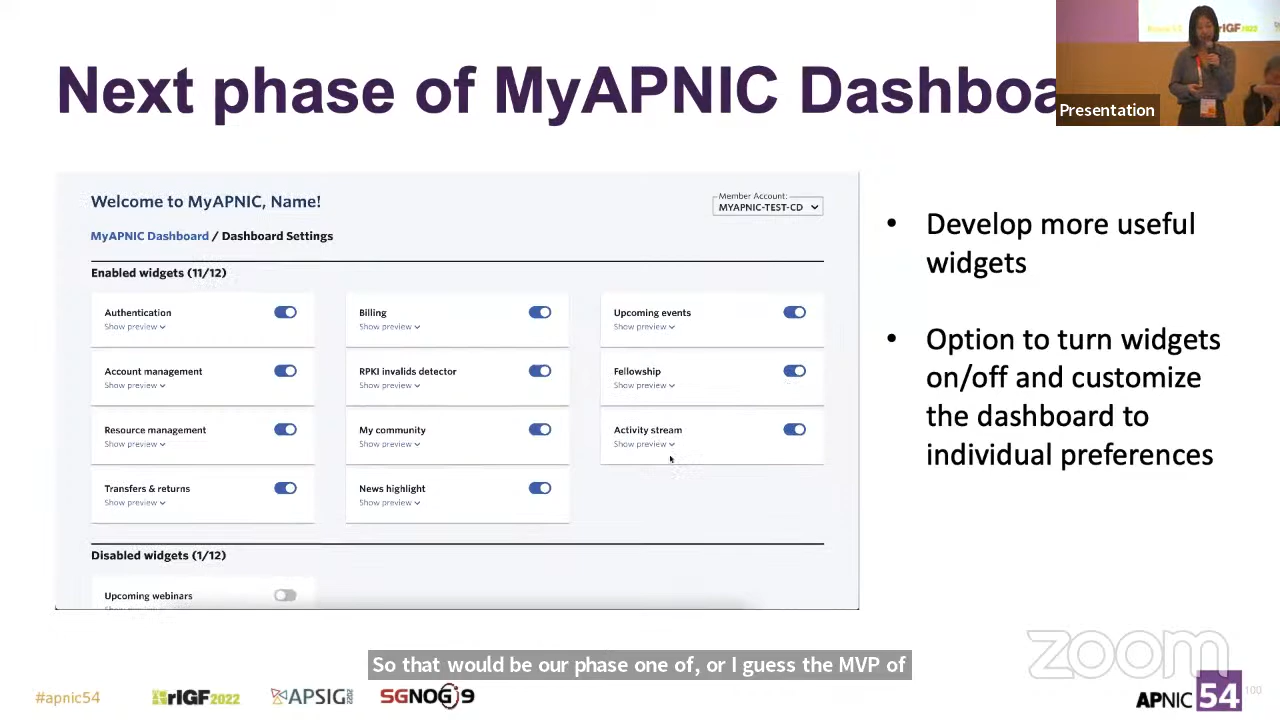 Next phase of MyAPNIC Dashboa
Presentation
Welcome to MyAPNIC, Name!
Member Account:
MYAPNIC-TEST-CD
MyAPNIC Dashboard / Dashboard Settings
Enabled widgets (11/12)
Authentication
Show preview
Billing
Show preview
Upcoming events
Show preview
Account management
Show preview
RPKI invalids detector
Show preview
Fellowship
Show preview
Resource management
Show preview
My community
Show preview
Activity stream
Show preview
Transfers & returns
Show preview
News highlight
Show preview
Disabled widgets (1/12)
Upcoming webinars
Show preview
• Develop more useful
widgets
• Option to turn widgets
on/off and customize
the dashboard to
individual preferences
zoom
So that would be our phase one of, or I guess the MVP of
#apnic54
rIGF2022
APSIG
SGNOG9
APNIC 54
100